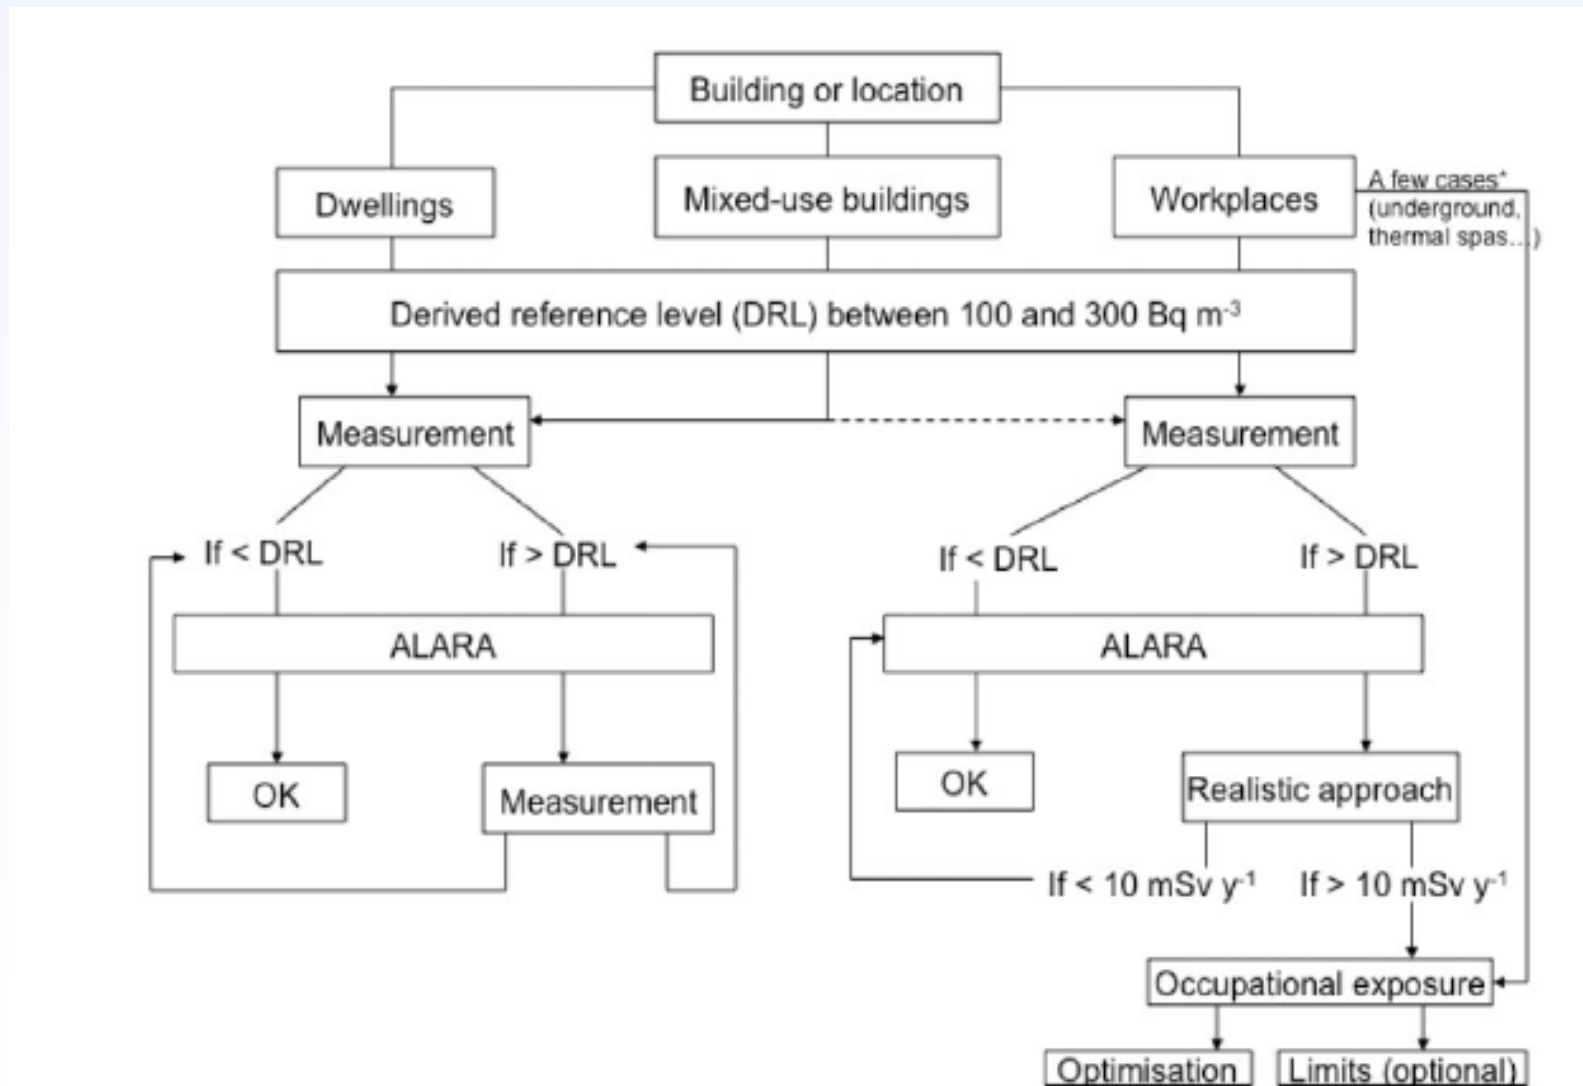 Building or location
Dwellings
Mixed-use buildings
Workplaces
A few cases*
(underground,
thermal spas...)
Derived reference level (DRL) between 100 and 300 Bq m⁻³
Measurement
Measurement
If < DRL
If > DRL
If < DRL
If > DRL
ALARA
ALARA
OK
Measurement
OK
Realistic approach
If < 10 mSv y⁻¹
If > 10 mSv y⁻¹
Occupational exposure
Optimisation
Limits (optional)